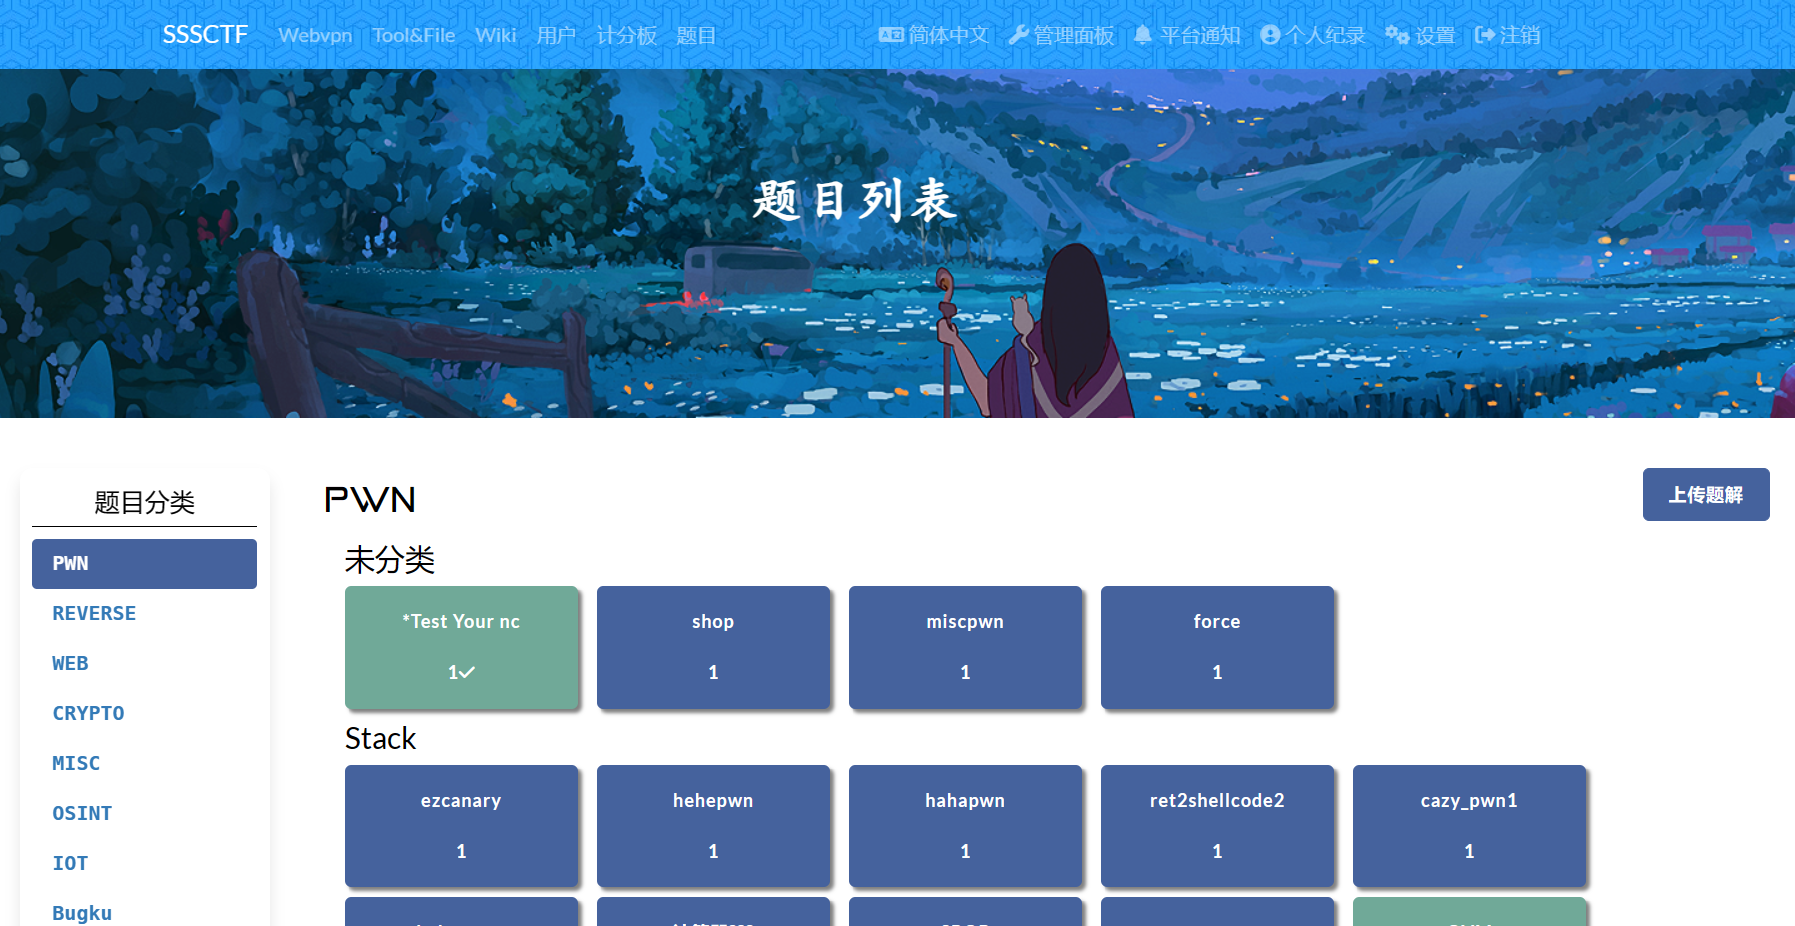 SSSCTF Webvpn Tool&File Wiki 用户 计分板 题目 简体中文 管理面板 平台通知 个人纪录 设置 注销
题目列表
题目分类
PWN
REVERSE
WEB
CRYPTO
MISC
OSINT
IOT
Bugku
PWN
上传题解
未分类
*Test Your nc
1
shop
1
miscpwn
1
force
1
Stack
ezcanary
1
hehepwn
1
hahapwn
1
ret2shellcode2
1
cazy_pwn1
1